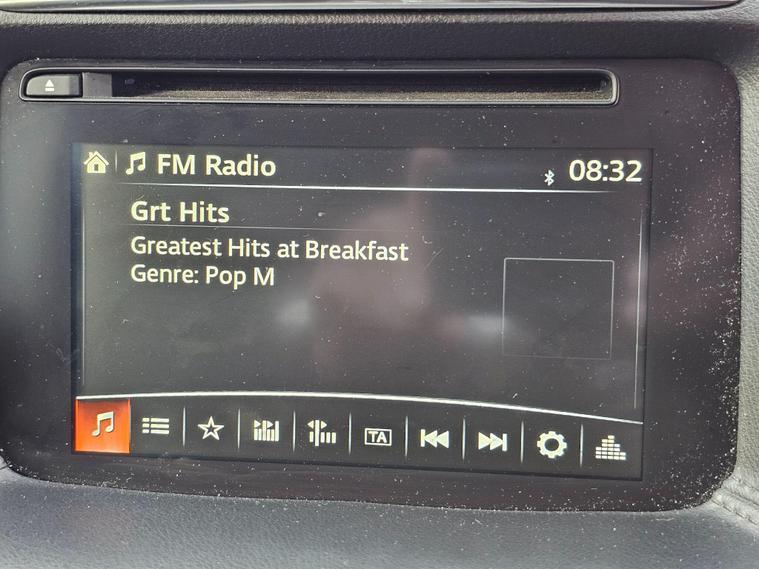 FM Radio
08:32
Grt Hits
Greatest Hits at Breakfast
Genre: Pop M
TA